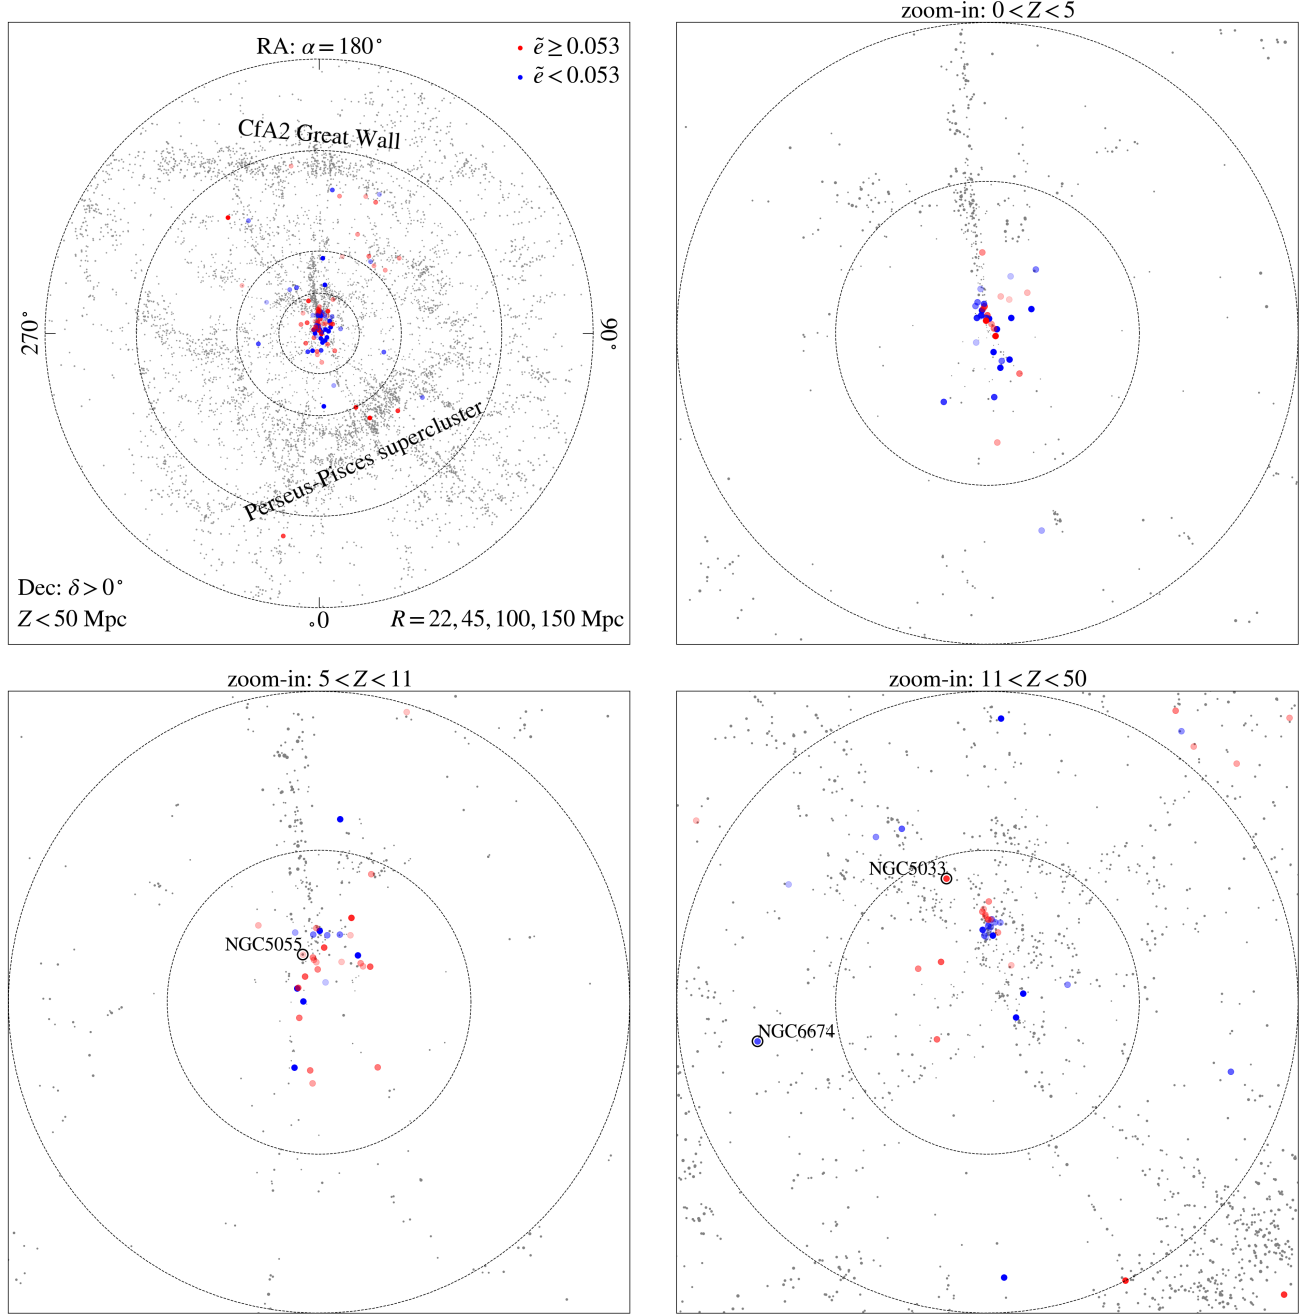 RA: α = 180°
ẽ ≥ 0.053
ẽ < 0.053
CfA2 Great Wall
270°
90°
Perseus-Pisces supercluster
Dec: δ > 0°
Z < 50 Mpc
0°
R = 22, 45, 100, 150 Mpc
zoom-in: 0 < Z < 5
zoom-in: 5 < Z < 11
NGC5055
zoom-in: 11 < Z < 50
NGC5033
NGC6674